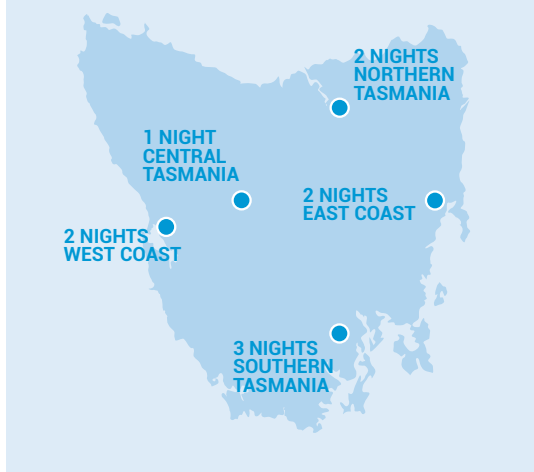 2 NIGHTS
NORTHERN
TASMANIA
1 NIGHT
CENTRAL
TASMANIA
2 NIGHTS
EAST COAST
2 NIGHTS
WEST COAST
3 NIGHTS
SOUTHERN
TASMANIA